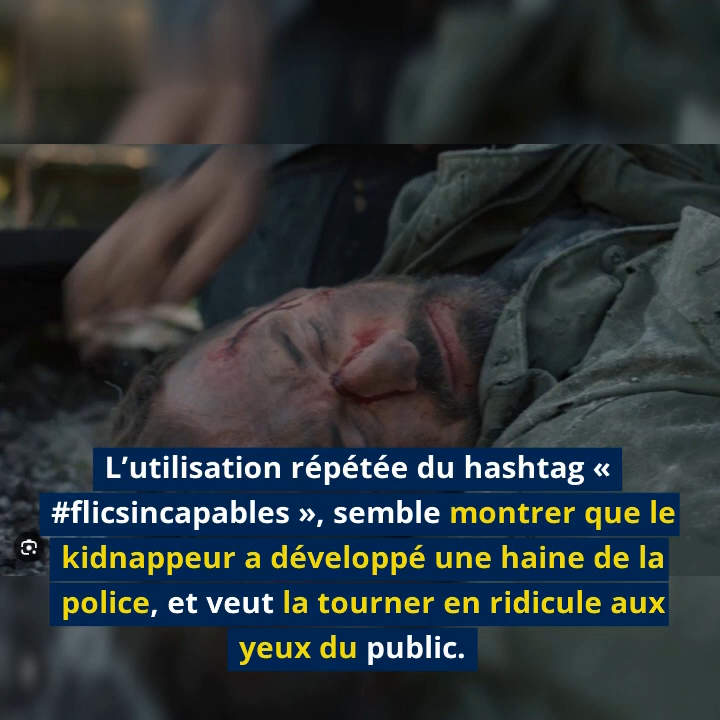 L’utilisation répétée du hashtag «
#flicsincapables », semble montrer que le
kidnappeur a développé une haine de la
police, et veut la tourner en ridicule aux
yeux du public.